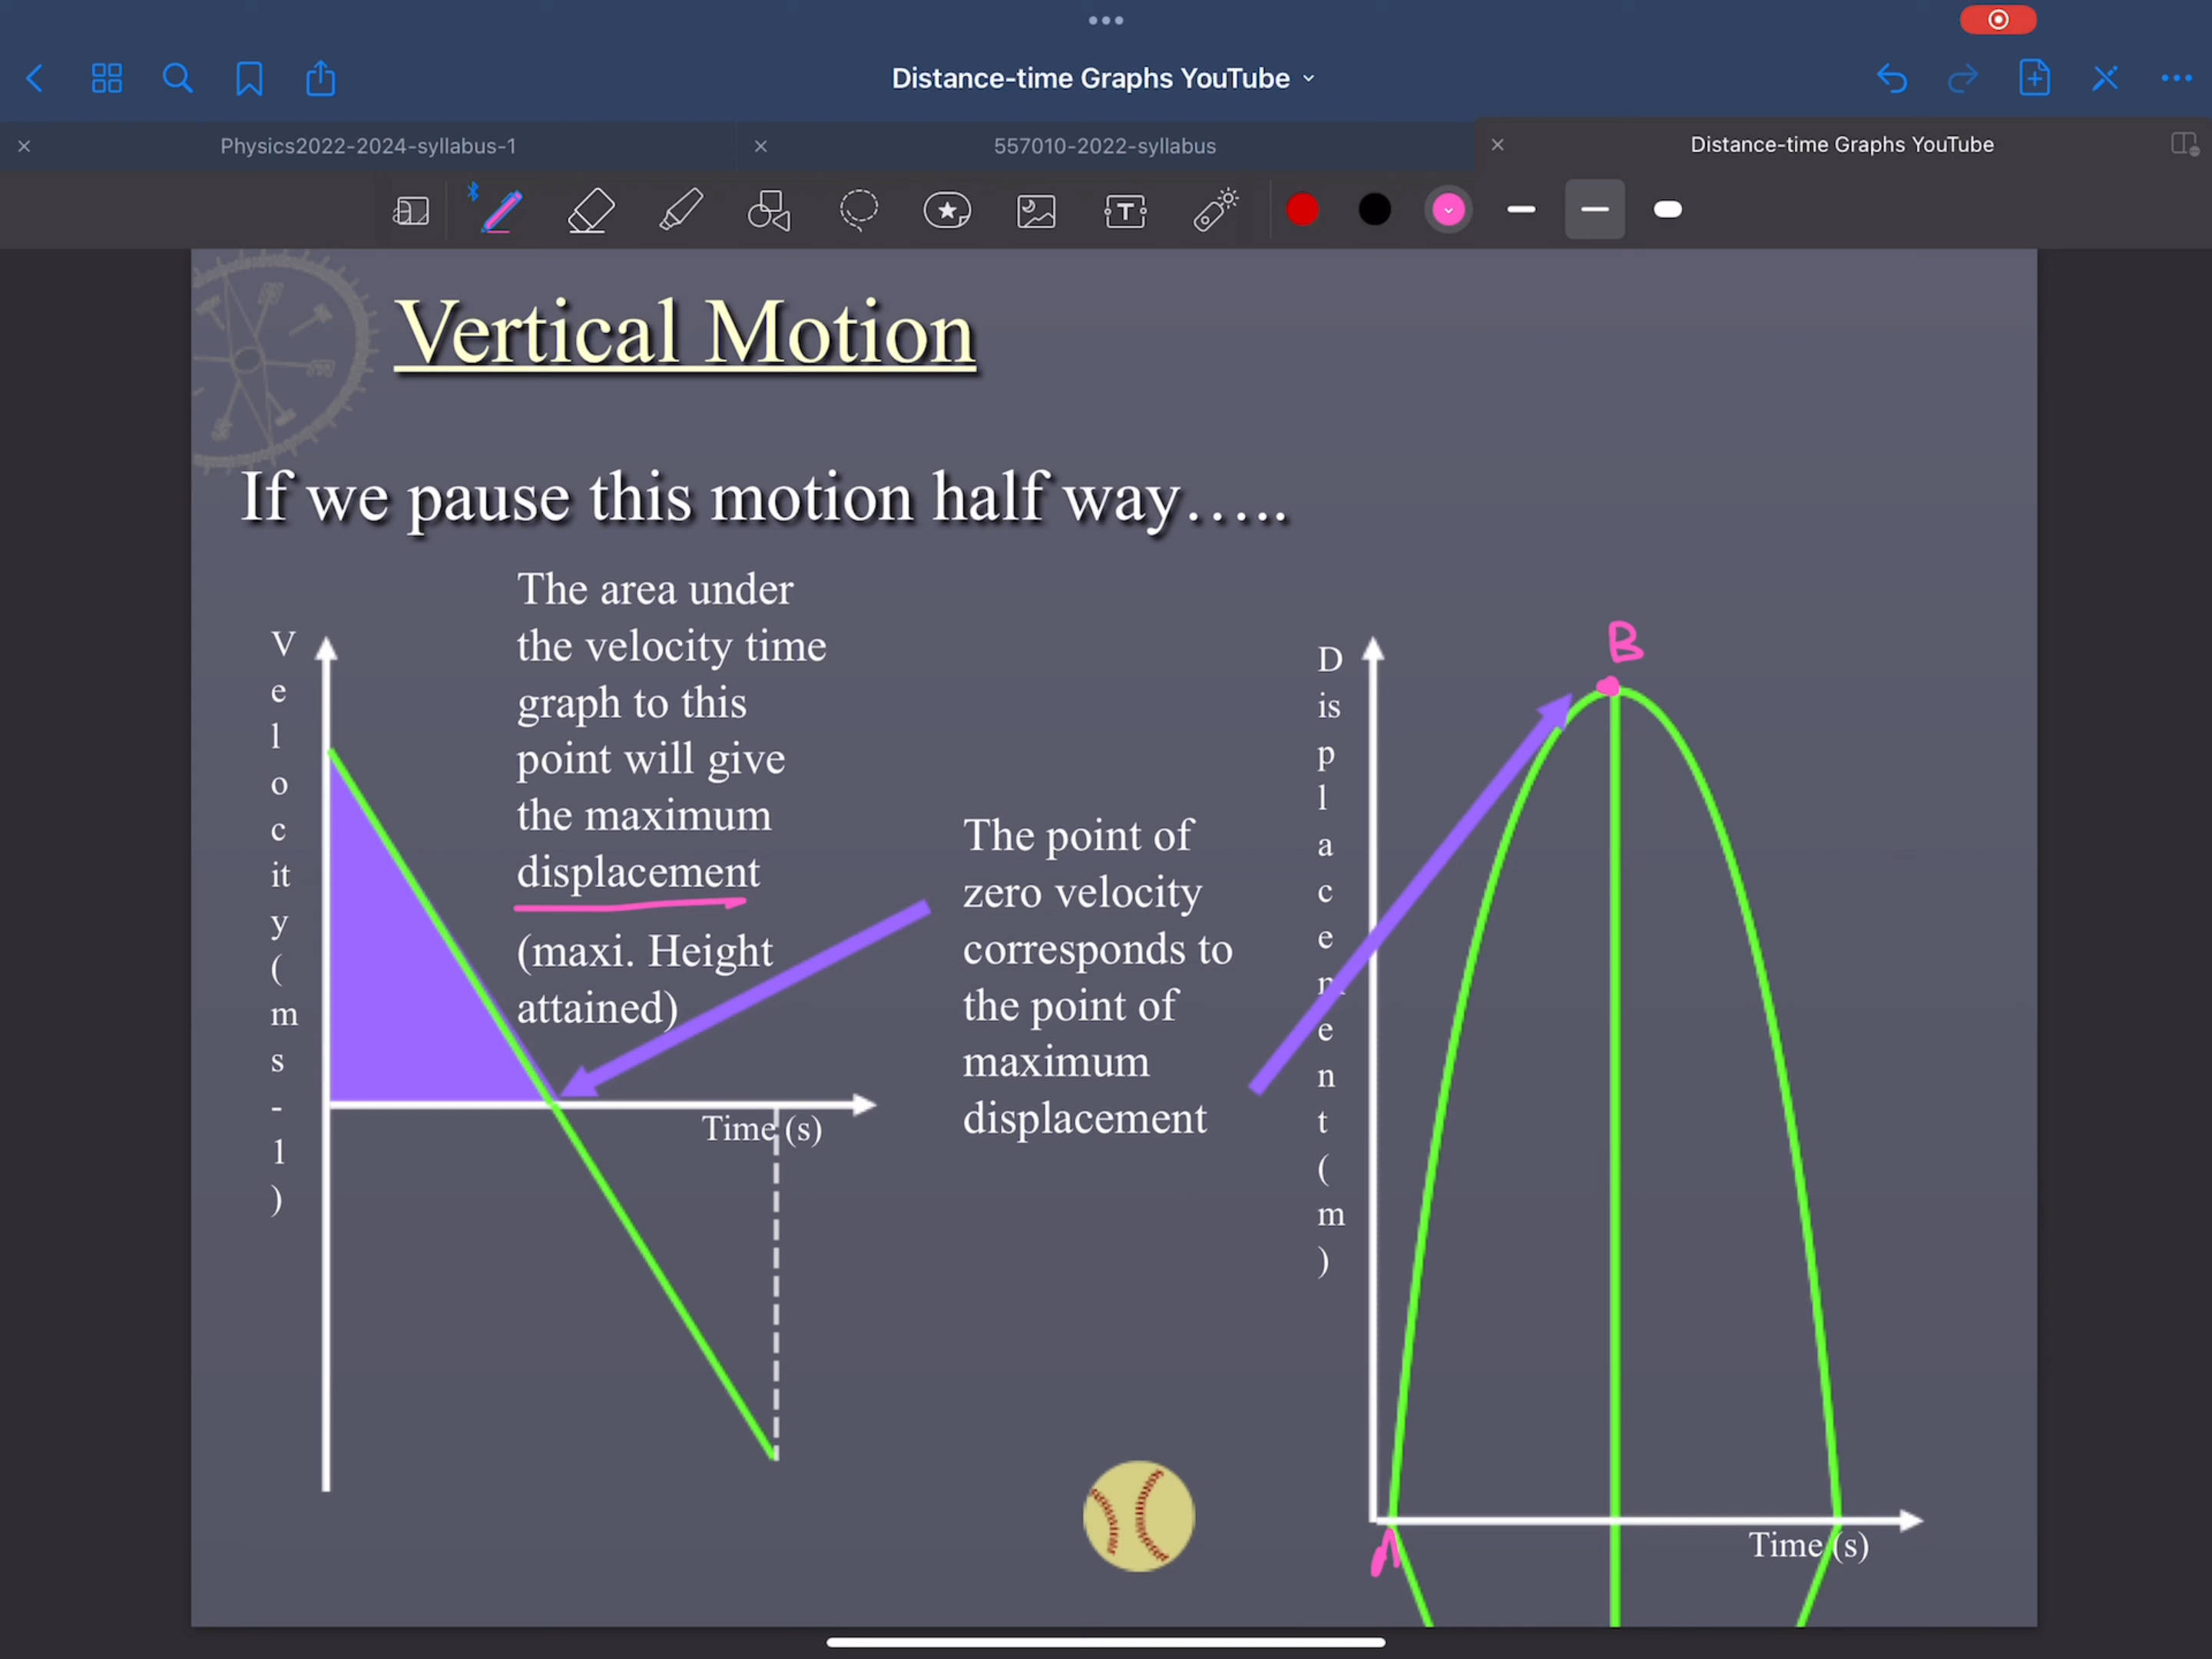 Distance-time Graphs YouTube
Physics2022-2024-syllabus-1
557010-2022-syllabus
Distance-time Graphs YouTube
Vertical Motion
If we pause this motion half way…..
The area under
the velocity time
graph to this
point will give
the maximum
displacement
(maxi. Height
attained)
V
e
l
o
c
it
y
(
m
s
-
1
)
Time (s)
The point of
zero velocity
corresponds to
the point of
maximum
displacement
D
is
p
l
a
c
e
m
e
n
t
(
m
)
B
A
Time (s)